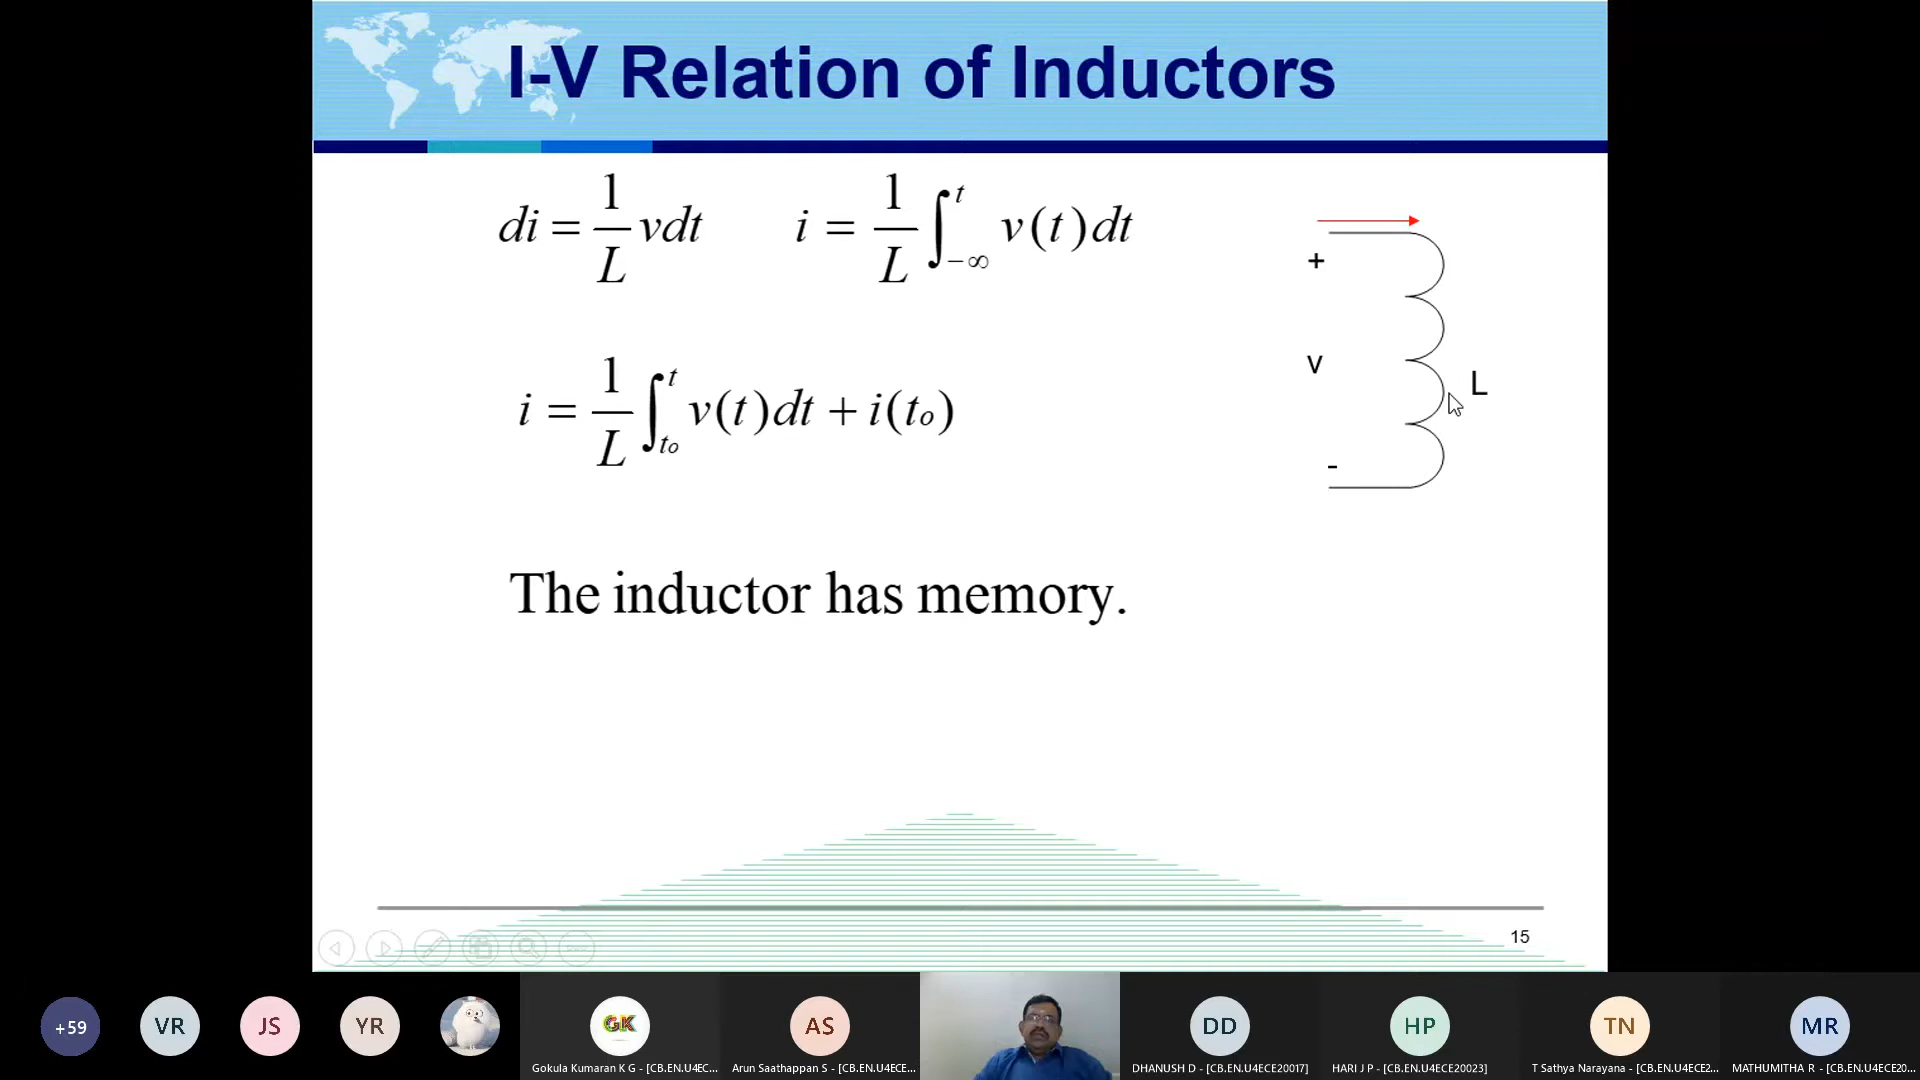 I-V Relation of Inductors
di = 1/L vdt    i = 1/L ∫_{-∞}^{t} v(t)dt
+
v
L
-
i = 1/L ∫_{to}^{t} v(t)dt + i(to)
The inductor has memory.
15
+59
VR
JS
YR
GK
AS
DD
HP
TN
MR
Gokula Kumaran K G - [CB.EN.U4EC...
Arun Saathappan S - [CB.EN.U4ECE...
DHANUSH D - [CB.EN.U4ECE20017]
HARI J P - [CB.EN.U4ECE20023]
T Sathya Narayana - [CB.EN.U4ECE2...
MATHUMITHA R - [CB.EN.U4ECE20...